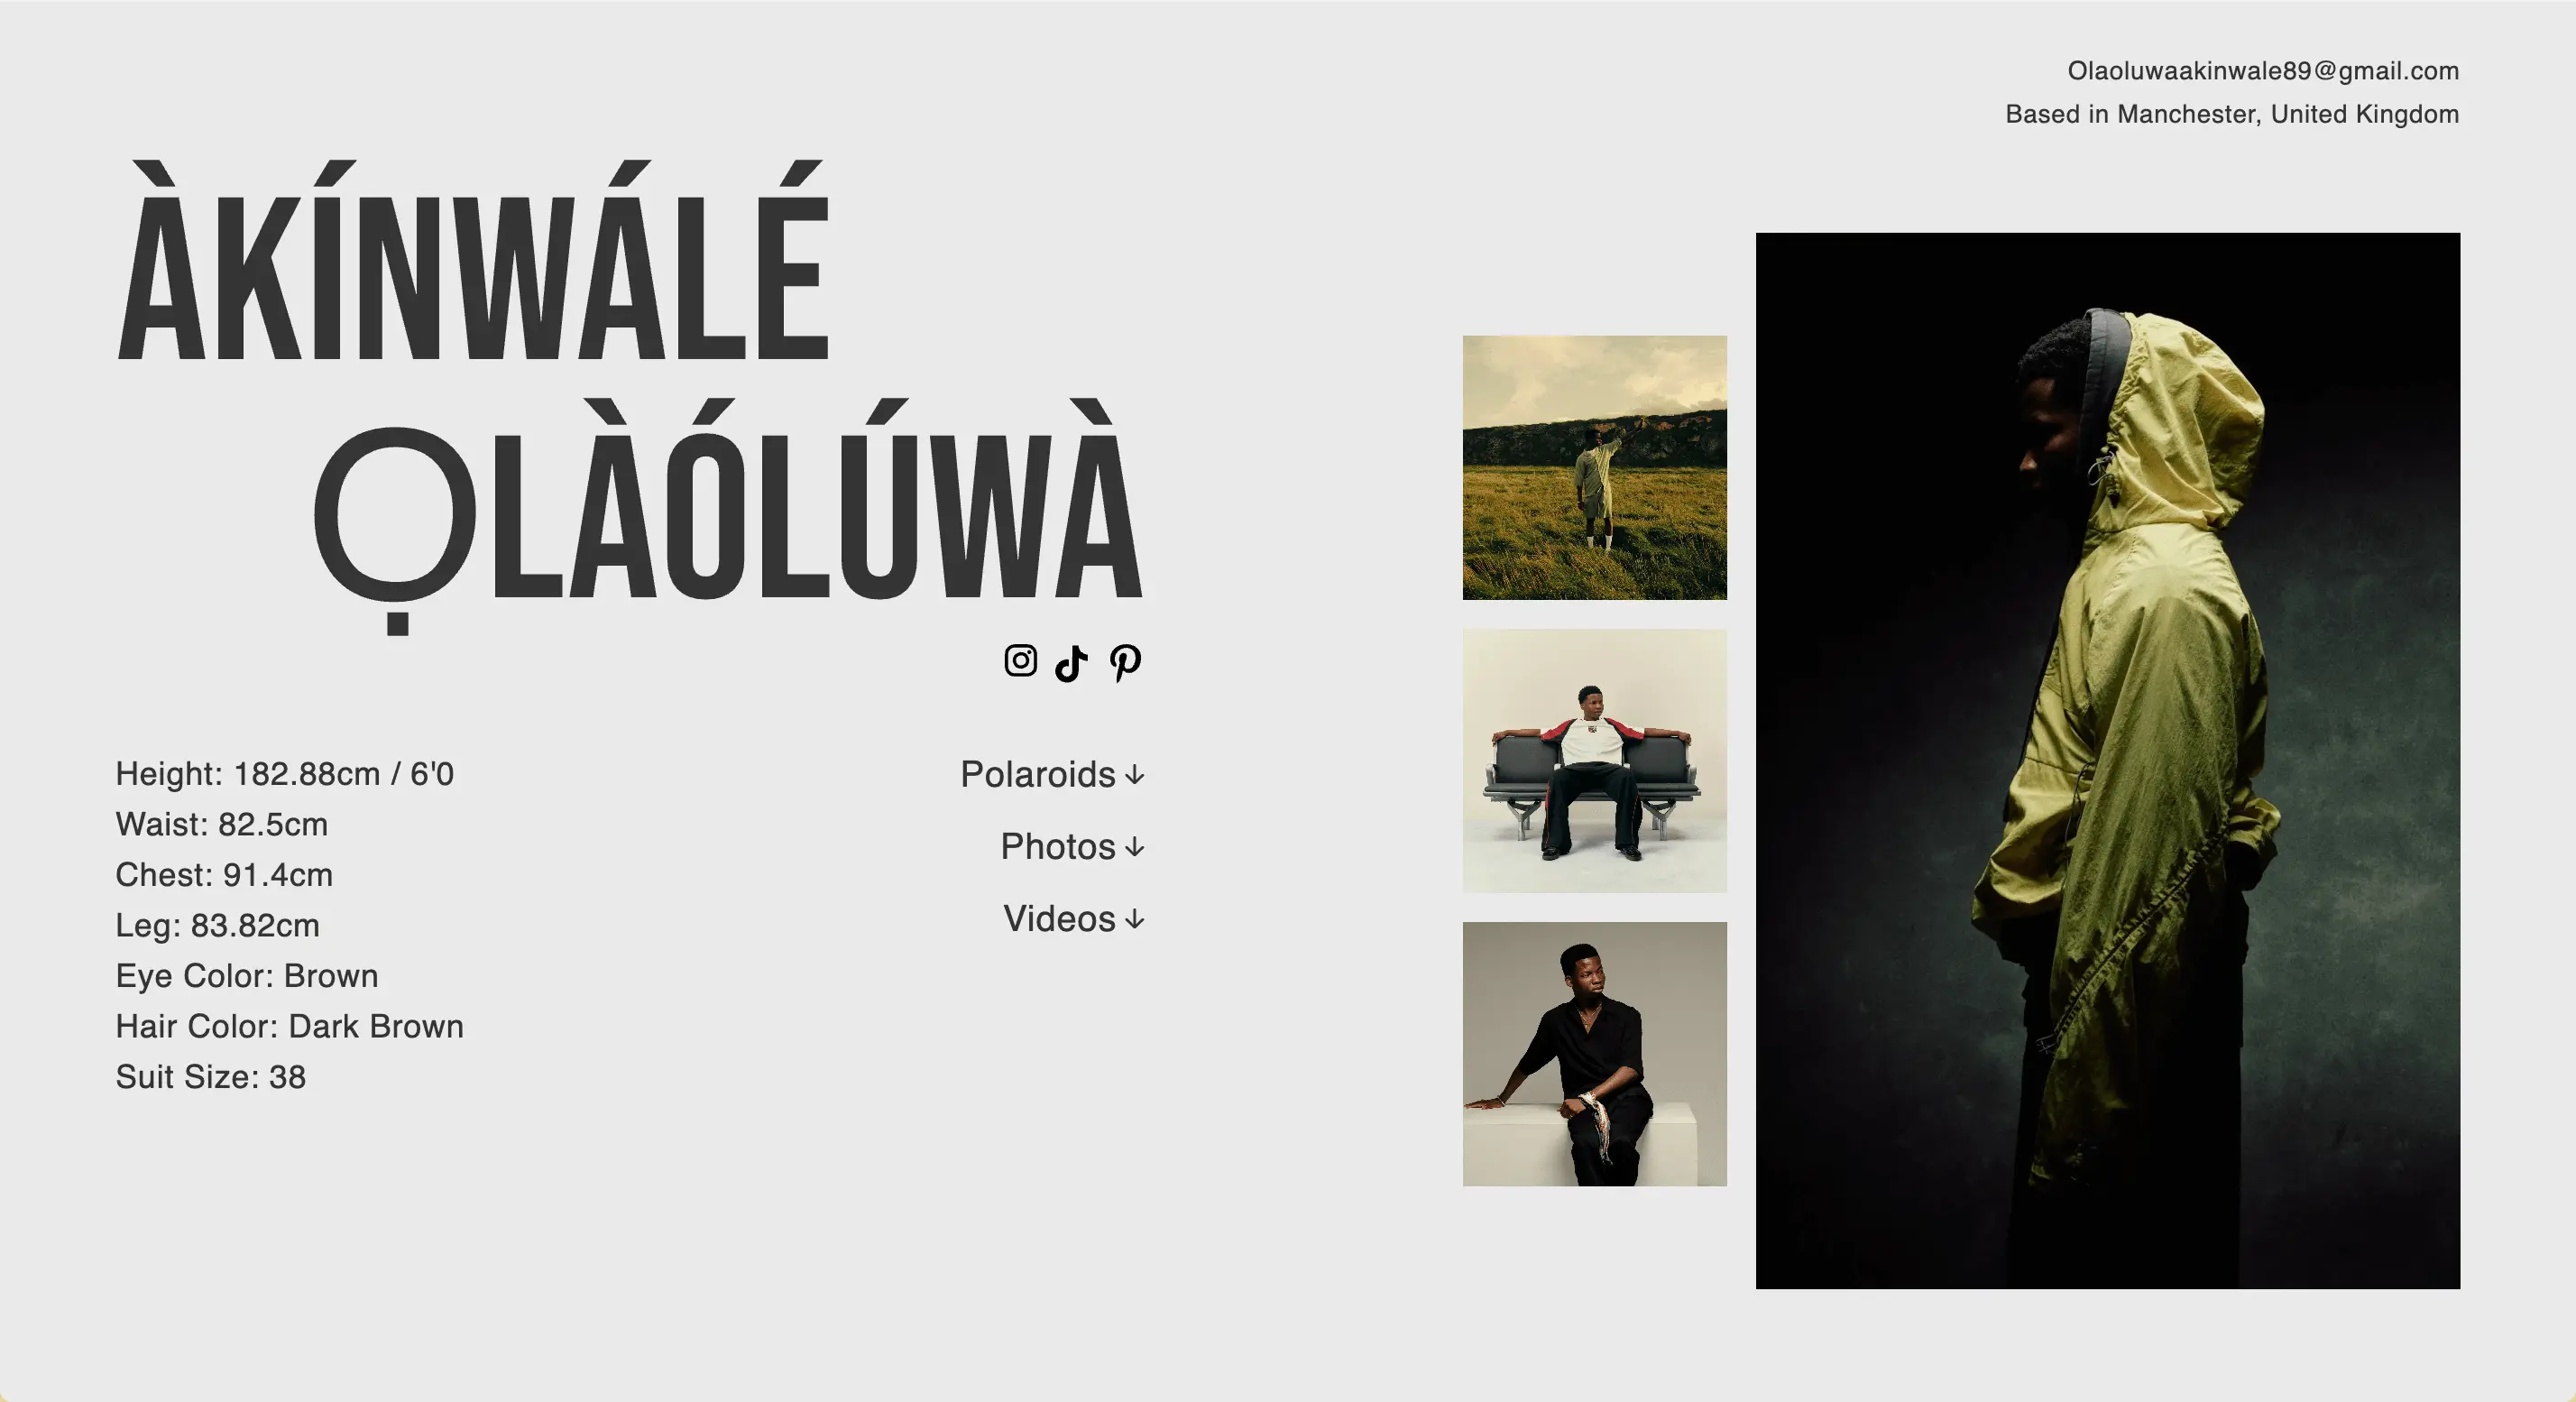 Olaoluwaakinwale89@gmail.com
Based in Manchester, United Kingdom
ÀKÍNWÁLÉ
ỌLÀÓLÚWÀ
Height: 182.88cm / 6'0
Waist: 82.5cm
Chest: 91.4cm
Leg: 83.82cm
Eye Color: Brown
Hair Color: Dark Brown
Suit Size: 38
Polaroids ↓
Photos ↓
Videos ↓